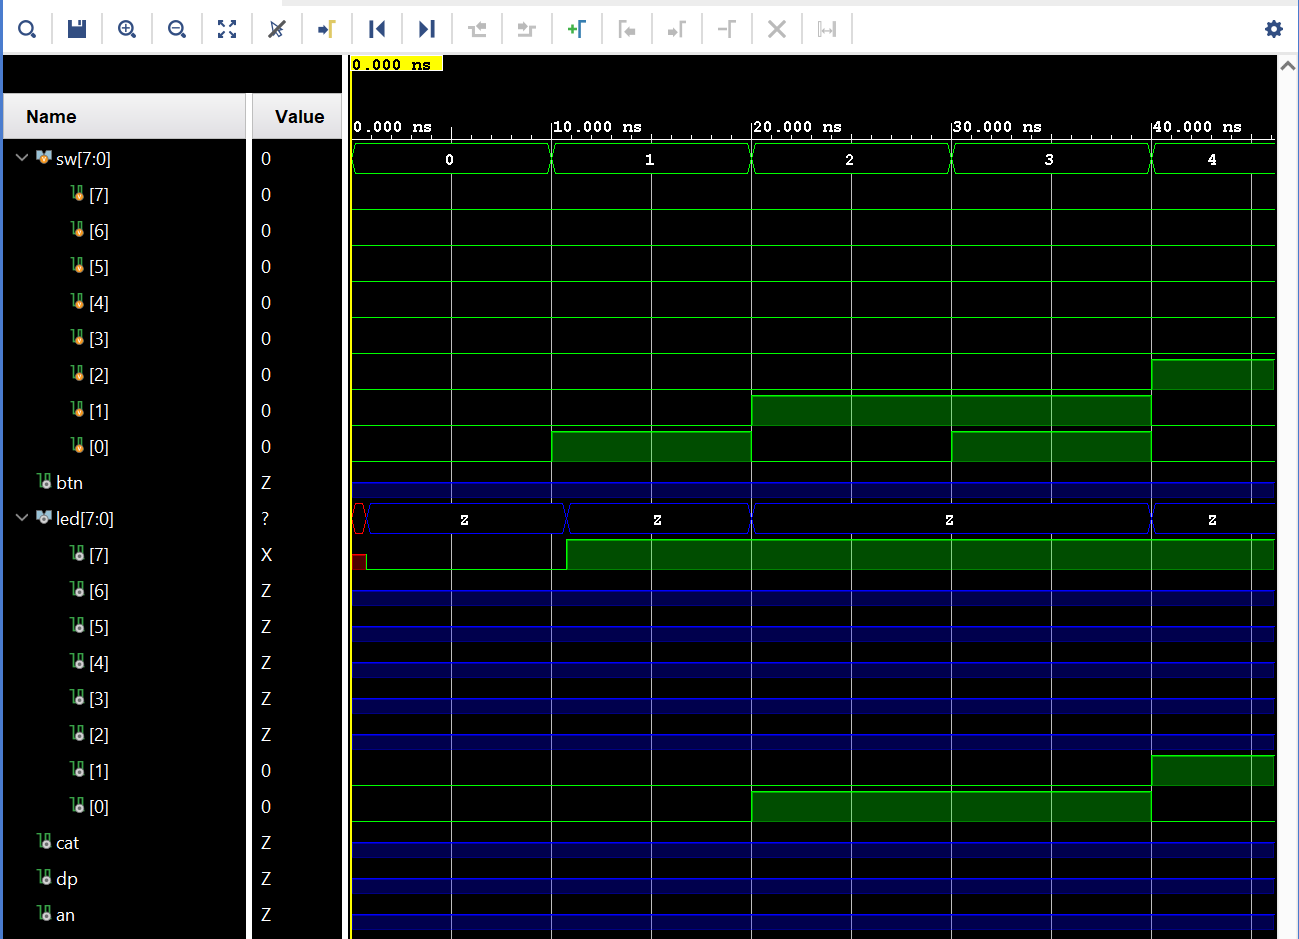 0.000 ns
Name Value
0.000 ns 10.000 ns 20.000 ns 30.000 ns 40.000 ns
sw[7:0] 0 0 1 2 3 4
[7] 0
[6] 0
[5] 0
[4] 0
[3] 0
[2] 0
[1] 0
[0] 0
btn Z
led[7:0] ? Z Z Z Z
[7] X
[6] Z
[5] Z
[4] Z
[3] Z
[2] Z
[1] 0
[0] 0
cat Z
dp Z
an Z